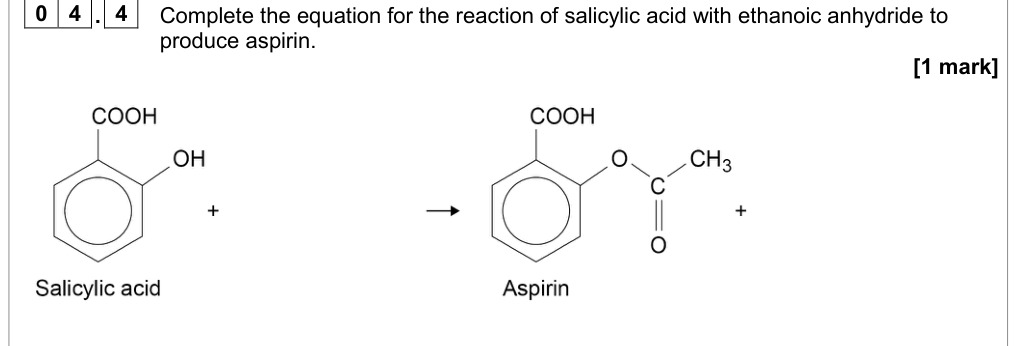 0 4 . 4 Complete the equation for the reaction of salicylic acid with ethanoic anhydride to
produce aspirin.
[1 mark]
COOH
OH
+
COOH
O
CH3
C
O
+
Salicylic acid
Aspirin